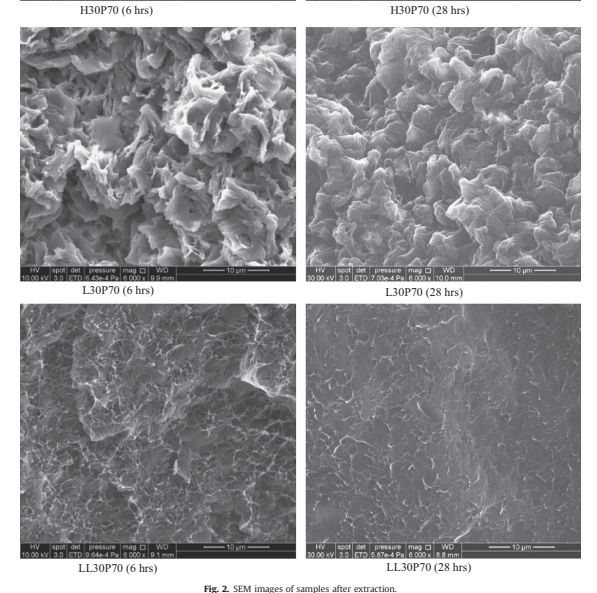 H30P70 (6 hrs)
H30P70 (28 hrs)
HV spot det pressure mag □ WD 10 µm
10.00 kV 3.0 ETD 6.43e-4 Pa 6 000 x 9.9 mm
HV spot det pressure mag □ WD 10 µm
30.00 kV 3.0 ETD 7.03e-4 Pa 6 000 x 10.0 mm
L30P70 (6 hrs)
L30P70 (28 hrs)
HV spot det pressure mag □ WD 10 µm
10.00 kV 3.0 ETD 9.64e-4 Pa 6 000 x 9.1 mm
HV spot det pressure mag □ WD 10 µm
30.00 kV 3.0 ETD 5.67e-4 Pa 6 000 x 8.8 mm
LL30P70 (6 hrs)
LL30P70 (28 hrs)
Fig. 2. SEM images of samples after extraction.